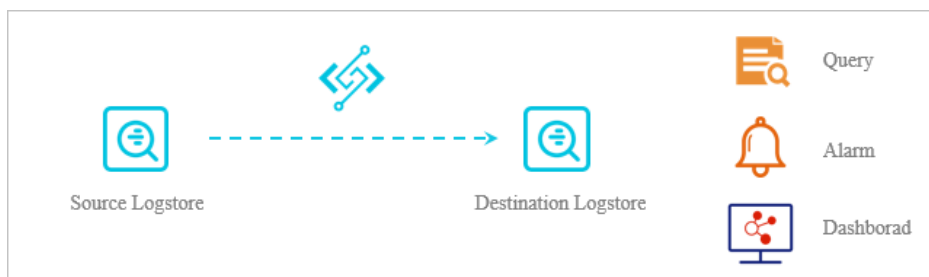 Query
Alarm
Source Logstore
Destination Logstore
Dashborad